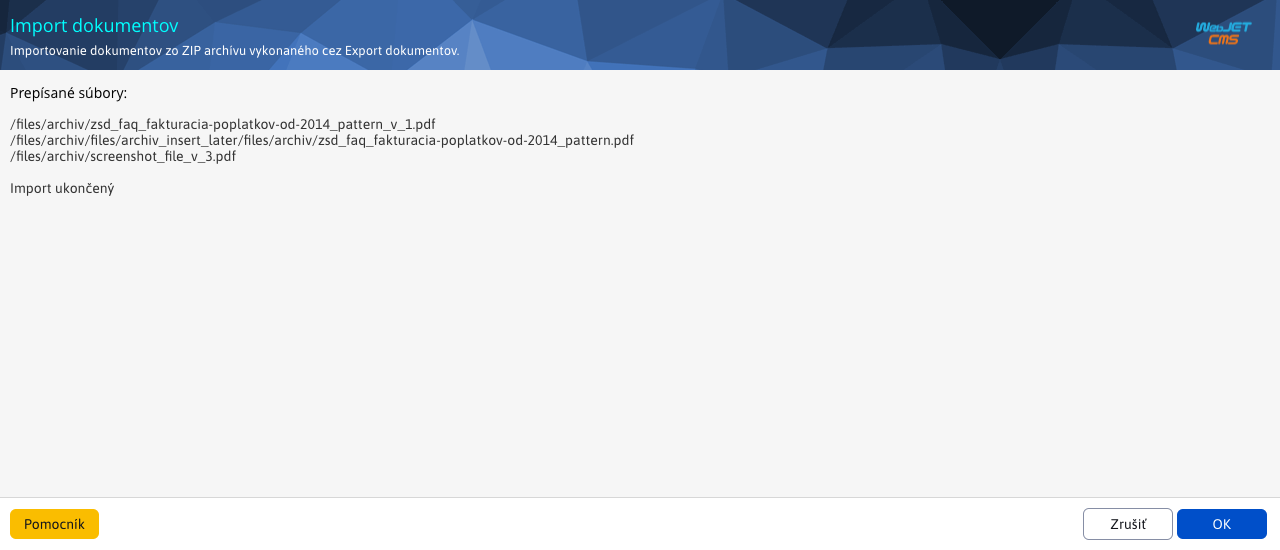 Import dokumentov
Importovanie dokumentov zo ZIP archívu vykonaného cez Export dokumentov.
WebJET
CMS
Prepísané súbory:
/files/archiv/zsd_faq_fakturacia-poplatkov-od-2014_pattern_v_1.pdf
/files/archiv/files/archiv_insert_later/files/archiv/zsd_faq_fakturacia-poplatkov-od-2014_pattern.pdf
/files/archiv/screenshot_file_v_3.pdf
Import ukončený
Pomocník
Zrušiť
OK